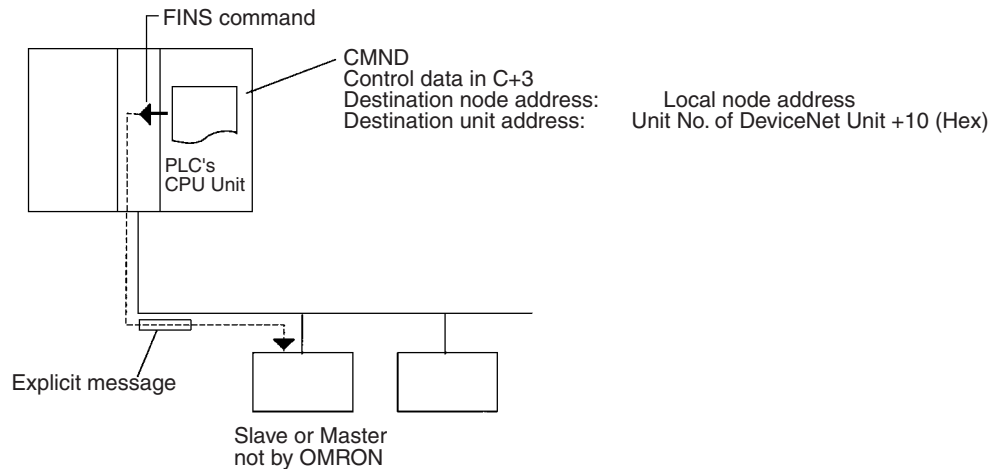 FINS command
CMND
Control data in C+3
Destination node address: Local node address
Destination unit address: Unit No. of DeviceNet Unit +10 (Hex)
PLC's
CPU Unit
Explicit message
Slave or Master
not by OMRON